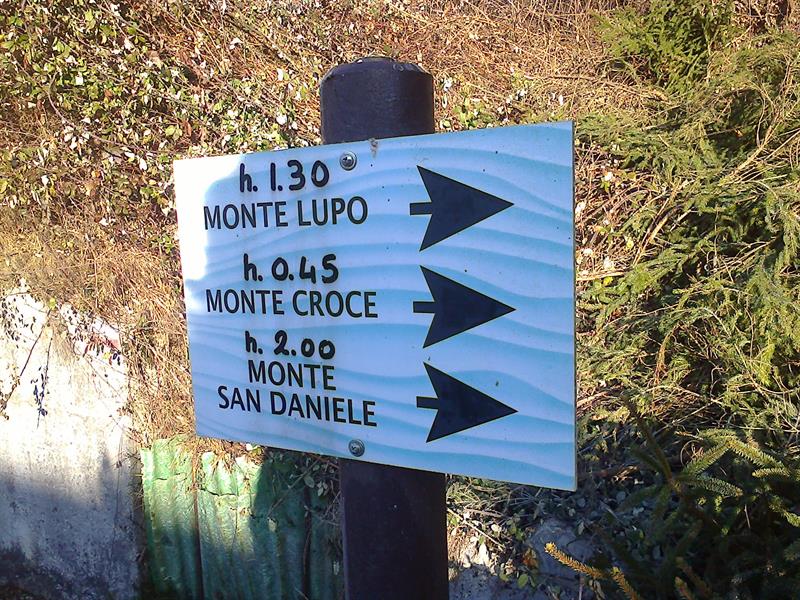 h. 1.30
MONTE LUPO
h. 0.45
MONTE CROCE
h. 2.00
MONTE
SAN DANIELE